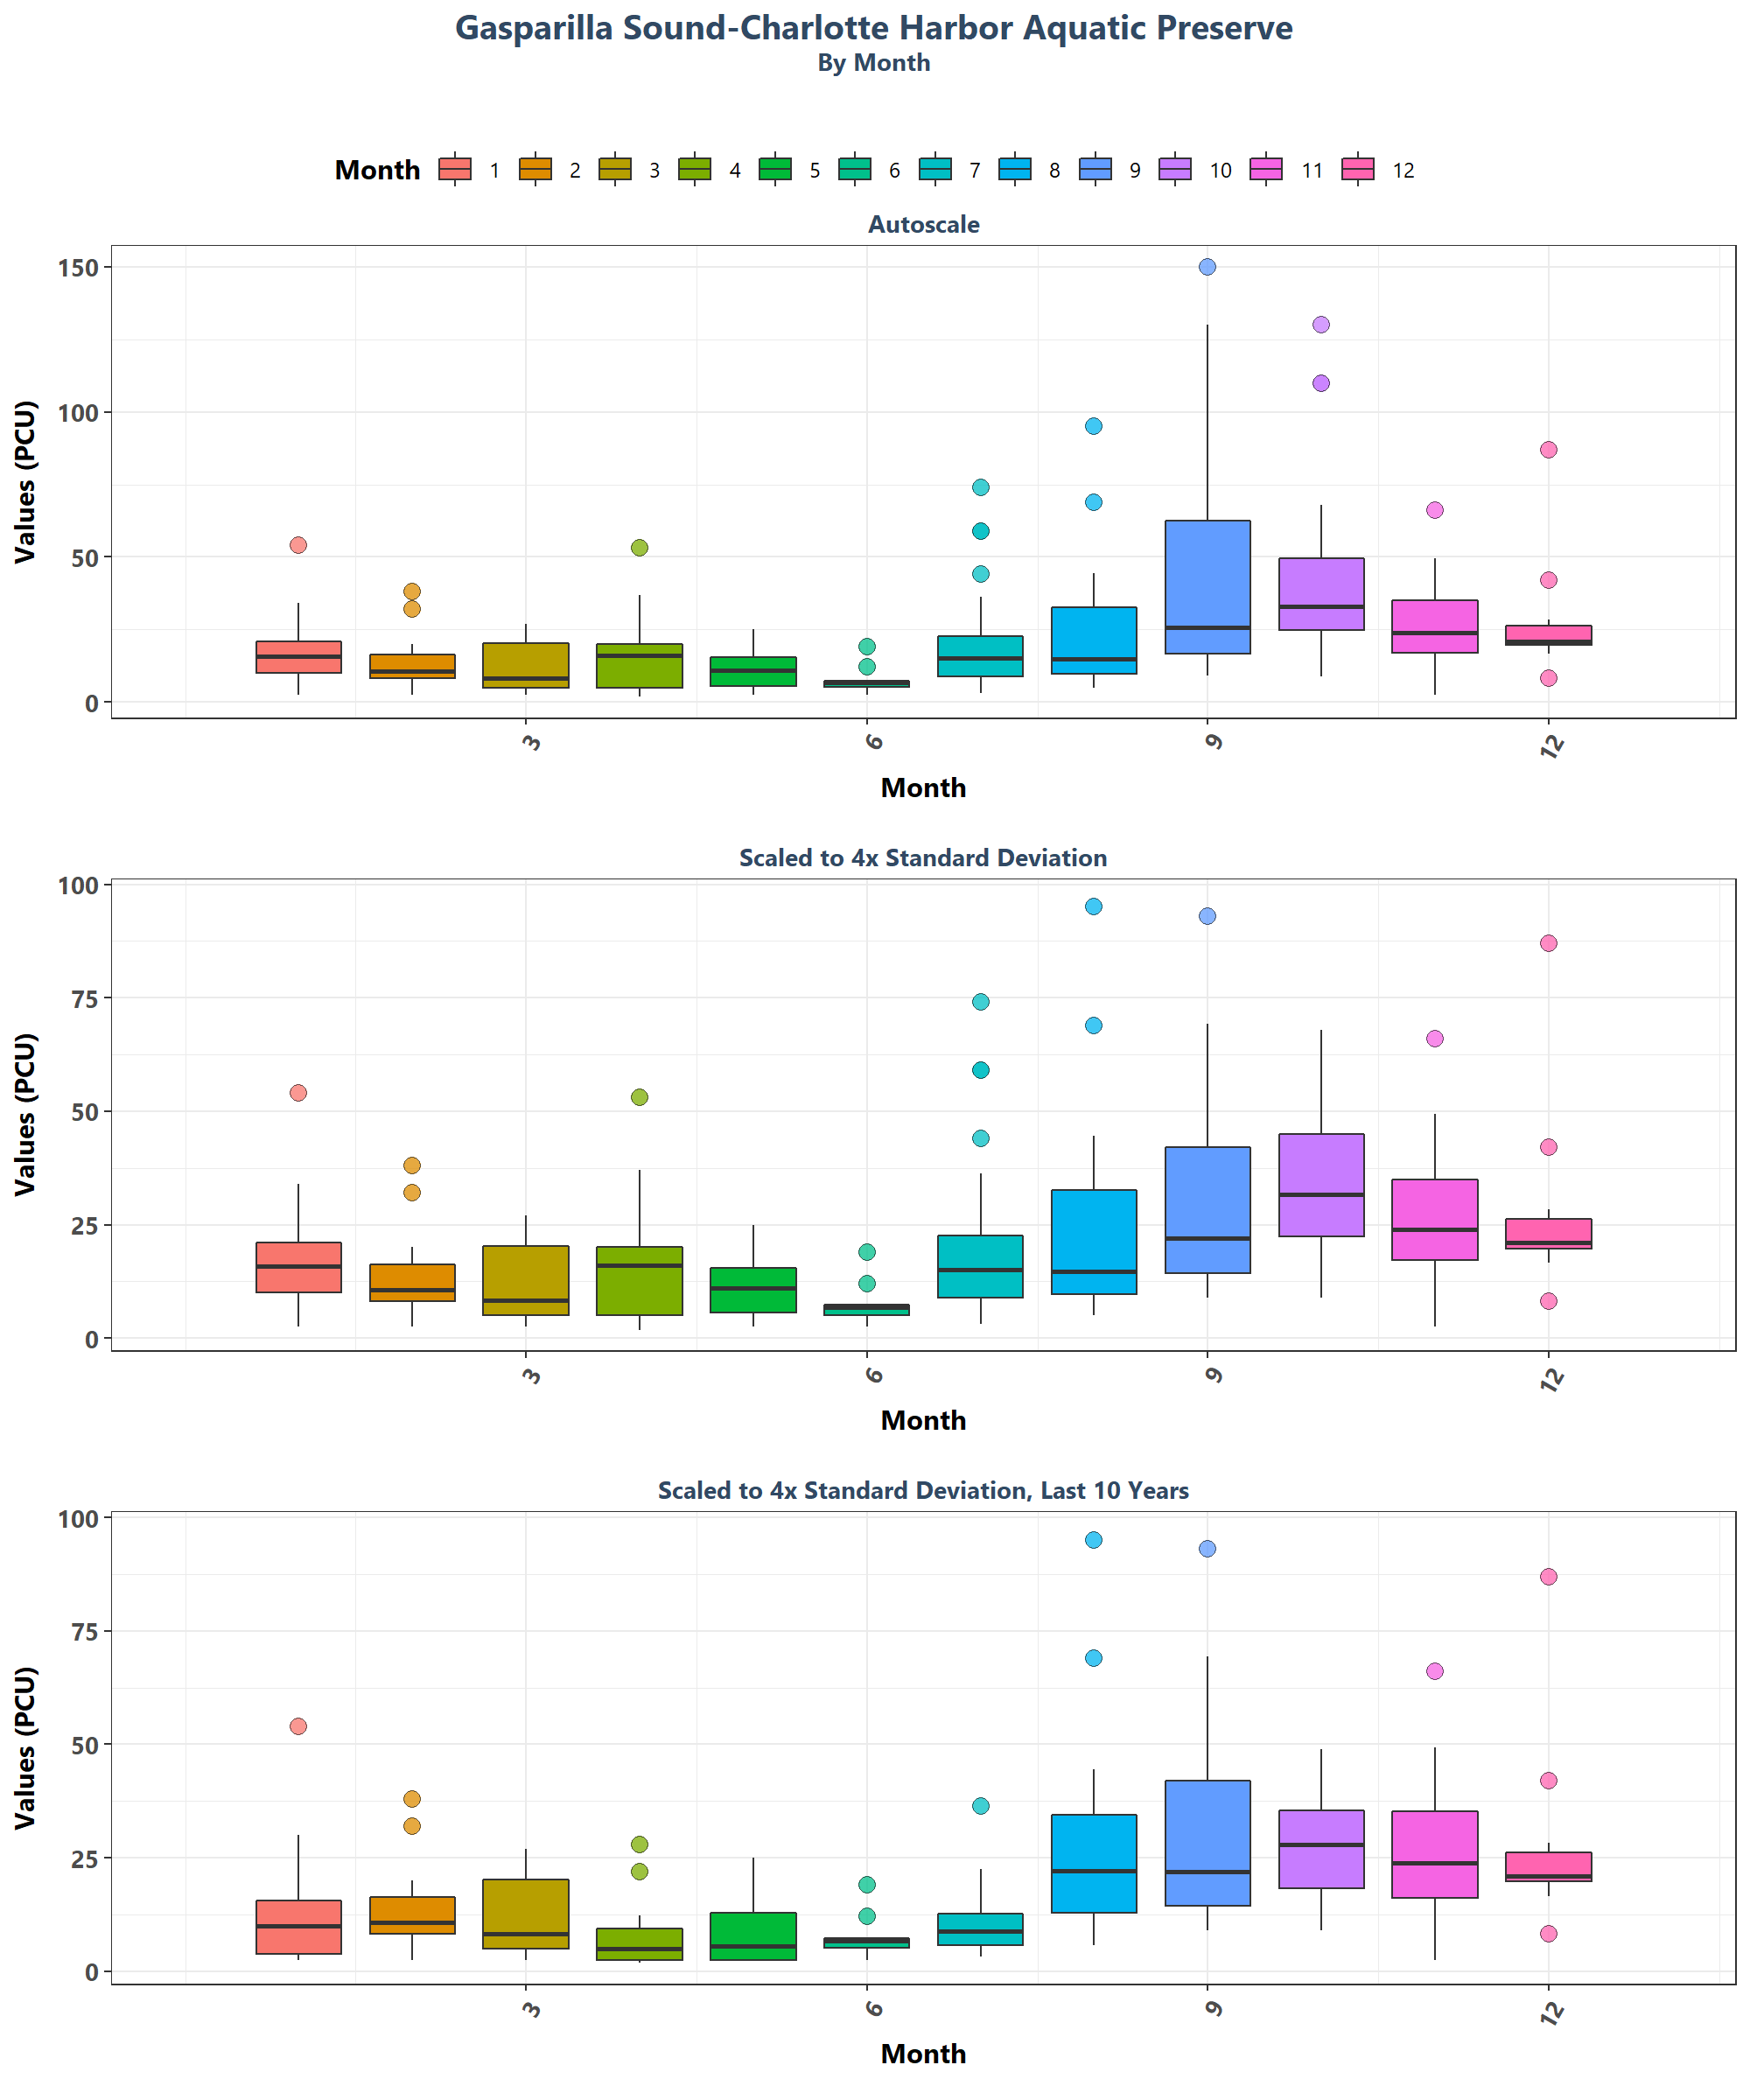 Gasparilla Sound-Charlotte Harbor Aquatic Preserve
By Month
Month 1 2 3 4 5 6 7 8 9 10 11 12
Autoscale
Values (PCU)
150
100
50
0
3 6 9 12
Month
Scaled to 4x Standard Deviation
Values (PCU)
100
75
50
25
0
3 6 9 12
Month
Scaled to 4x Standard Deviation, Last 10 Years
Values (PCU)
100
75
50
25
0
3 6 9 12
Month